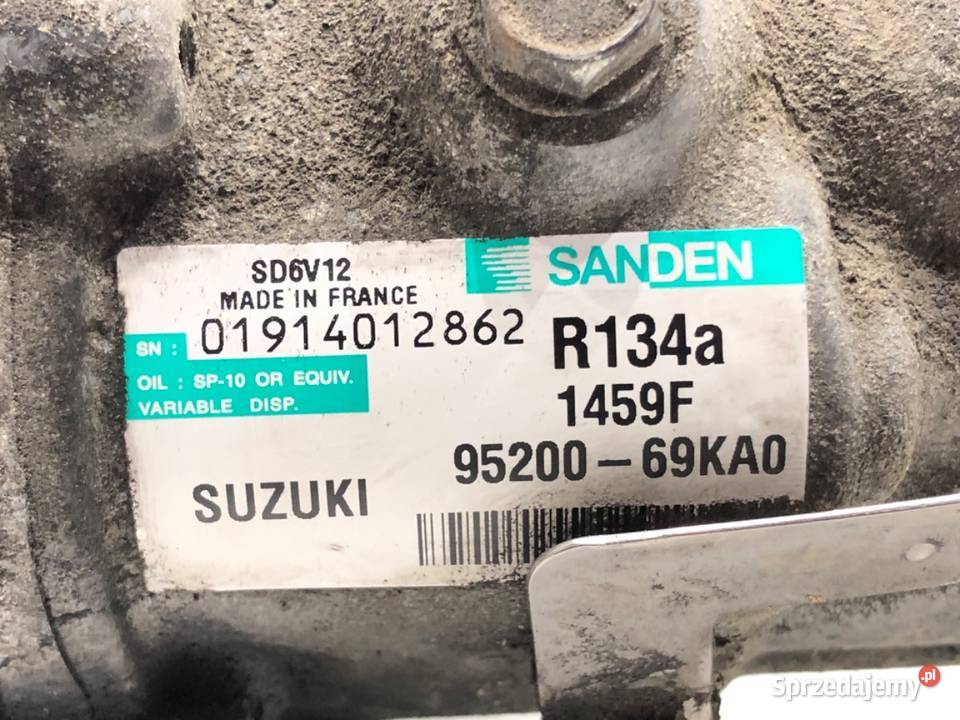 SANDEN
SD6V12
MADE IN FRANCE
SN : 01914012862
R134a
OIL : SP-10 OR EQUIV.
VARIABLE DISP.
1459F
95200-69KA0
SUZUKI
Sprzedajemy.pl